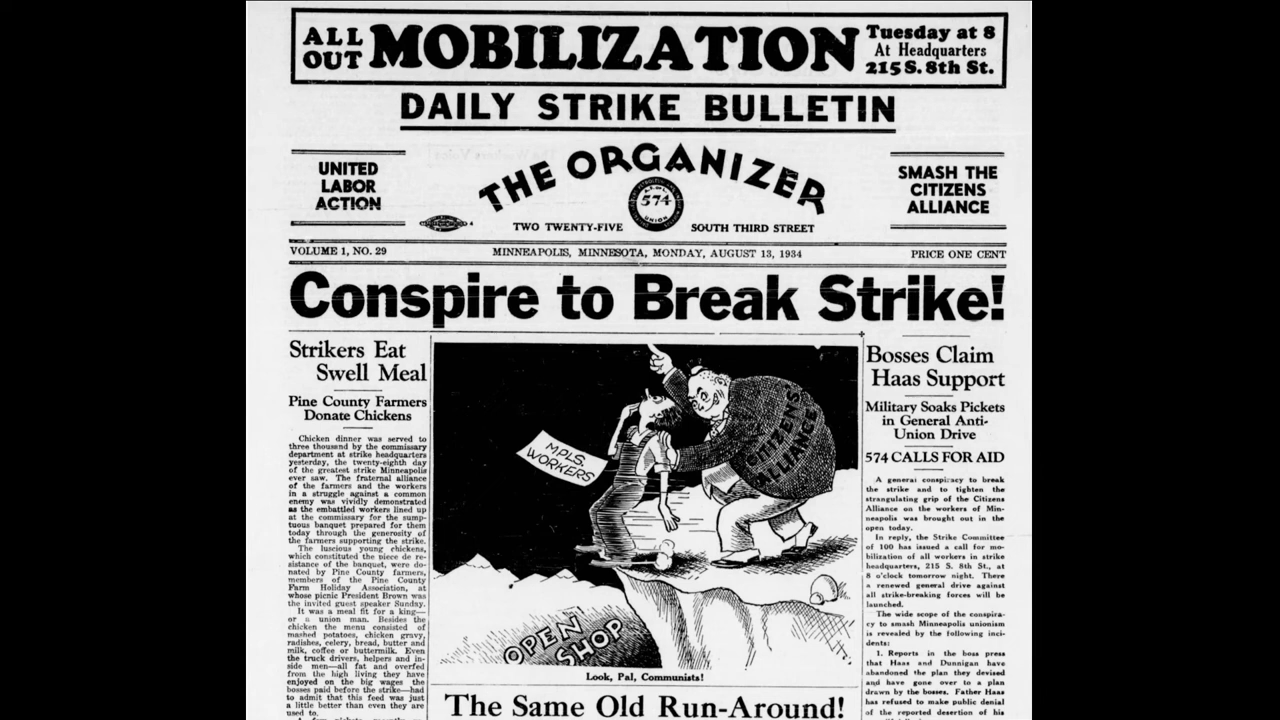 ALL OUT MOBILIZATION Tuesday at 8
At Headquarters
215 S. 8th St.
DAILY STRIKE BULLETIN
UNITED
LABOR
ACTION
THE ORGANIZER
574
UNION
TWO TWENTY-FIVE SOUTH THIRD STREET
SMASH THE
CITIZENS
ALLIANCE
VOLUME 1, NO. 29 MINNEAPOLIS, MINNESOTA, MONDAY, AUGUST 13, 1934 PRICE ONE CENT
Conspire to Break Strike!
Strikers Eat
Swell Meal
Pine County Farmers
Donate Chickens
Chicken dinner was served to
three thousand by the commissary
department at strike headquarters
yesterday, the twenty-eighth day
of the greatest strike Minneapolis
ever saw. The fraternal alliance
of the farmers and the workers
in a struggle against a common
enemy was vividly demonstrated
as the embattled workers lined up
at the commissary for the sump-
tuous banquet prepared for them
today through the generosity of
the farmers supporting the strike.
The luscious young chickens,
which constituted the piece de re-
sistance of the banquet, were do-
nated by Pine County farmers,
members of the Pine County
Farm Holiday Association, at
whose picnic President Brown was
the invited guest speaker Sunday.
It was a meal fit for a king—
or a union man. Besides the
chicken the menu consisted of
mashed potatoes, chicken gravy,
radishes, celery, bread, butter and
milk, coffee or buttermilk. Even
the truck drivers, helpers and in-
side men—all fat and overfed
from the high living they have
enjoyed on the big wages the
bosses paid before the strike—had
to admit that this feed was just
a little better than even they are
used to.
MPLS.
WORKERS
OPEN
SHOP
Look, Pal, Communists!
The Same Old Run-Around!
Bosses Claim
Haas Support
Military Soaks Pickets
in General Anti-
Union Drive
574 CALLS FOR AID
A general conspiracy to break
the strike and to tighten the
strangulating grip of the Citizens
Alliance on the workers of Min-
neapolis was brought out in the
open today.
In reply, the Strike Committee
of 100 has issued a call for mo-
bilization of all workers in strike
headquarters, 215 S. 8th St., at
8 o'clock tomorrow night. There
a renewed general drive against
all strike-breaking forces will be
launched.
The wide scope of the conspira-
cy to smash Minneapolis unionism
is revealed by the following inci-
dents:
1. Reports in the boss press
that Haas and Dunnigan have
abandoned the plan they devised
and have gone over to a plan
drawn by the bosses. Father Haas
has refused to make public denial
of the reported desertion of his